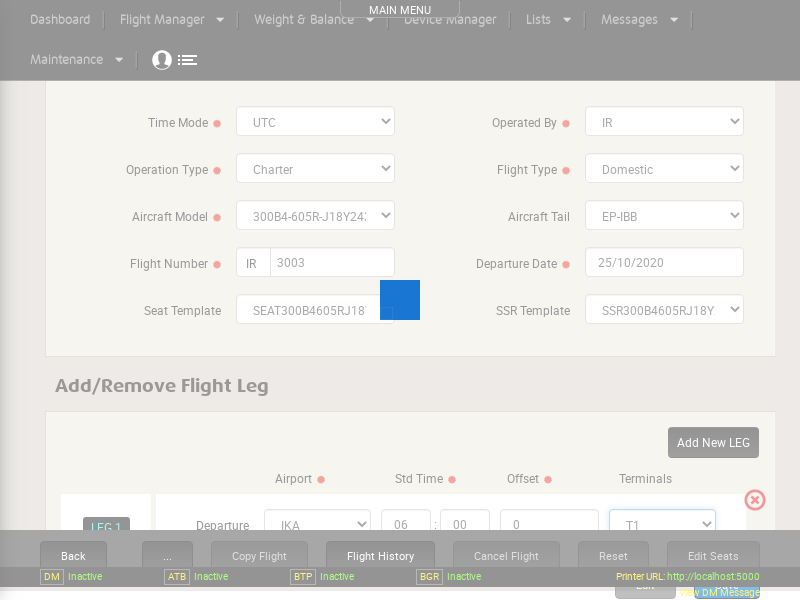 MAIN MENU
Dashboard Flight Manager Weight & Balance Device Manager Lists Messages
Maintenance
Time Mode UTC Operated By IR
Operation Type Charter Flight Type Domestic
Aircraft Model 300B4-605R-J18Y24 Aircraft Tail EP-IBB
Flight Number IR 3003 Departure Date 25/10/2020
Seat Template SEAT300B4605RJ18 SSR Template SSR300B4605RJ18Y
Add/Remove Flight Leg
Add New LEG
Airport Std Time Offset Terminals
LEG 1 Departure IKA 06 : 00 0 T1
Back ... Copy Flight Flight History Cancel Flight Reset Edit Seats
DM Inactive ATB Inactive BTP Inactive BGR Inactive Printer URL: http://localhost:5000
View DM Message